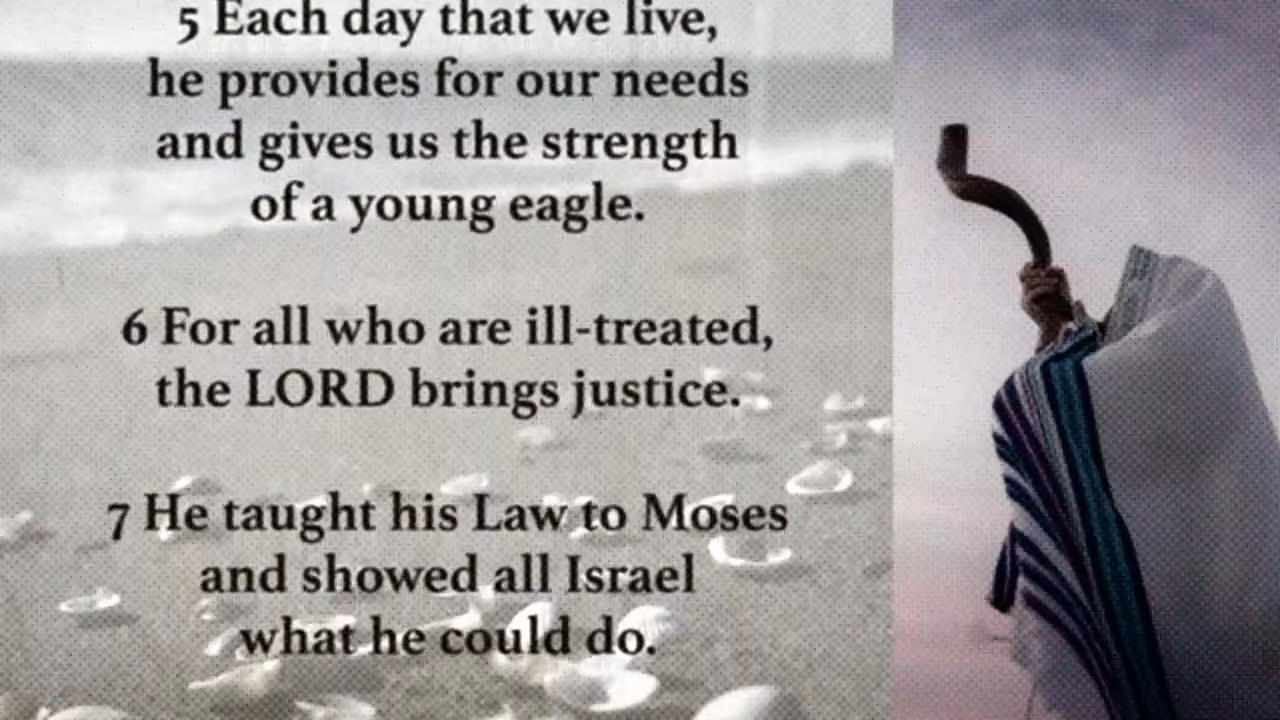 5 Each day that we live,
he provides for our needs
and gives us the strength
of a young eagle.
6 For all who are ill-treated,
the LORD brings justice.
7 He taught his Law to Moses
and showed all Israel
what he could do.